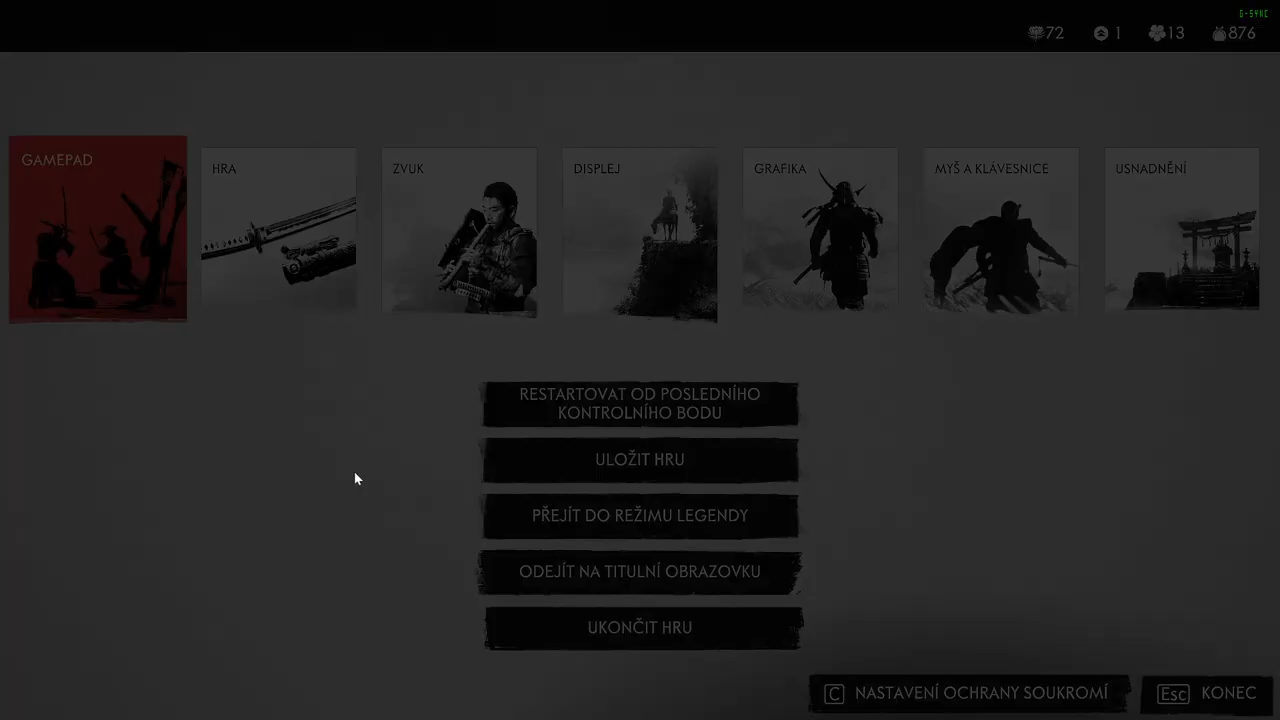 G-SYNC
72 1 13 876
GAMEPAD
HRA
ZVUK
DISPLEJ
GRAFIKA
MYŠ A KLÁVESNICE
USNADNĚNÍ
RESTARTOVAT OD POSLEDNÍHO
KONTROLNÍHO BODU
ULOŽIT HRU
PŘEJÍT DO REŽIMU LEGENDY
ODEJÍT NA TITULNÍ OBRAZOVKU
UKONČIT HRU
C NASTAVENÍ OCHRANY SOUKROMÍ
Esc KONEC